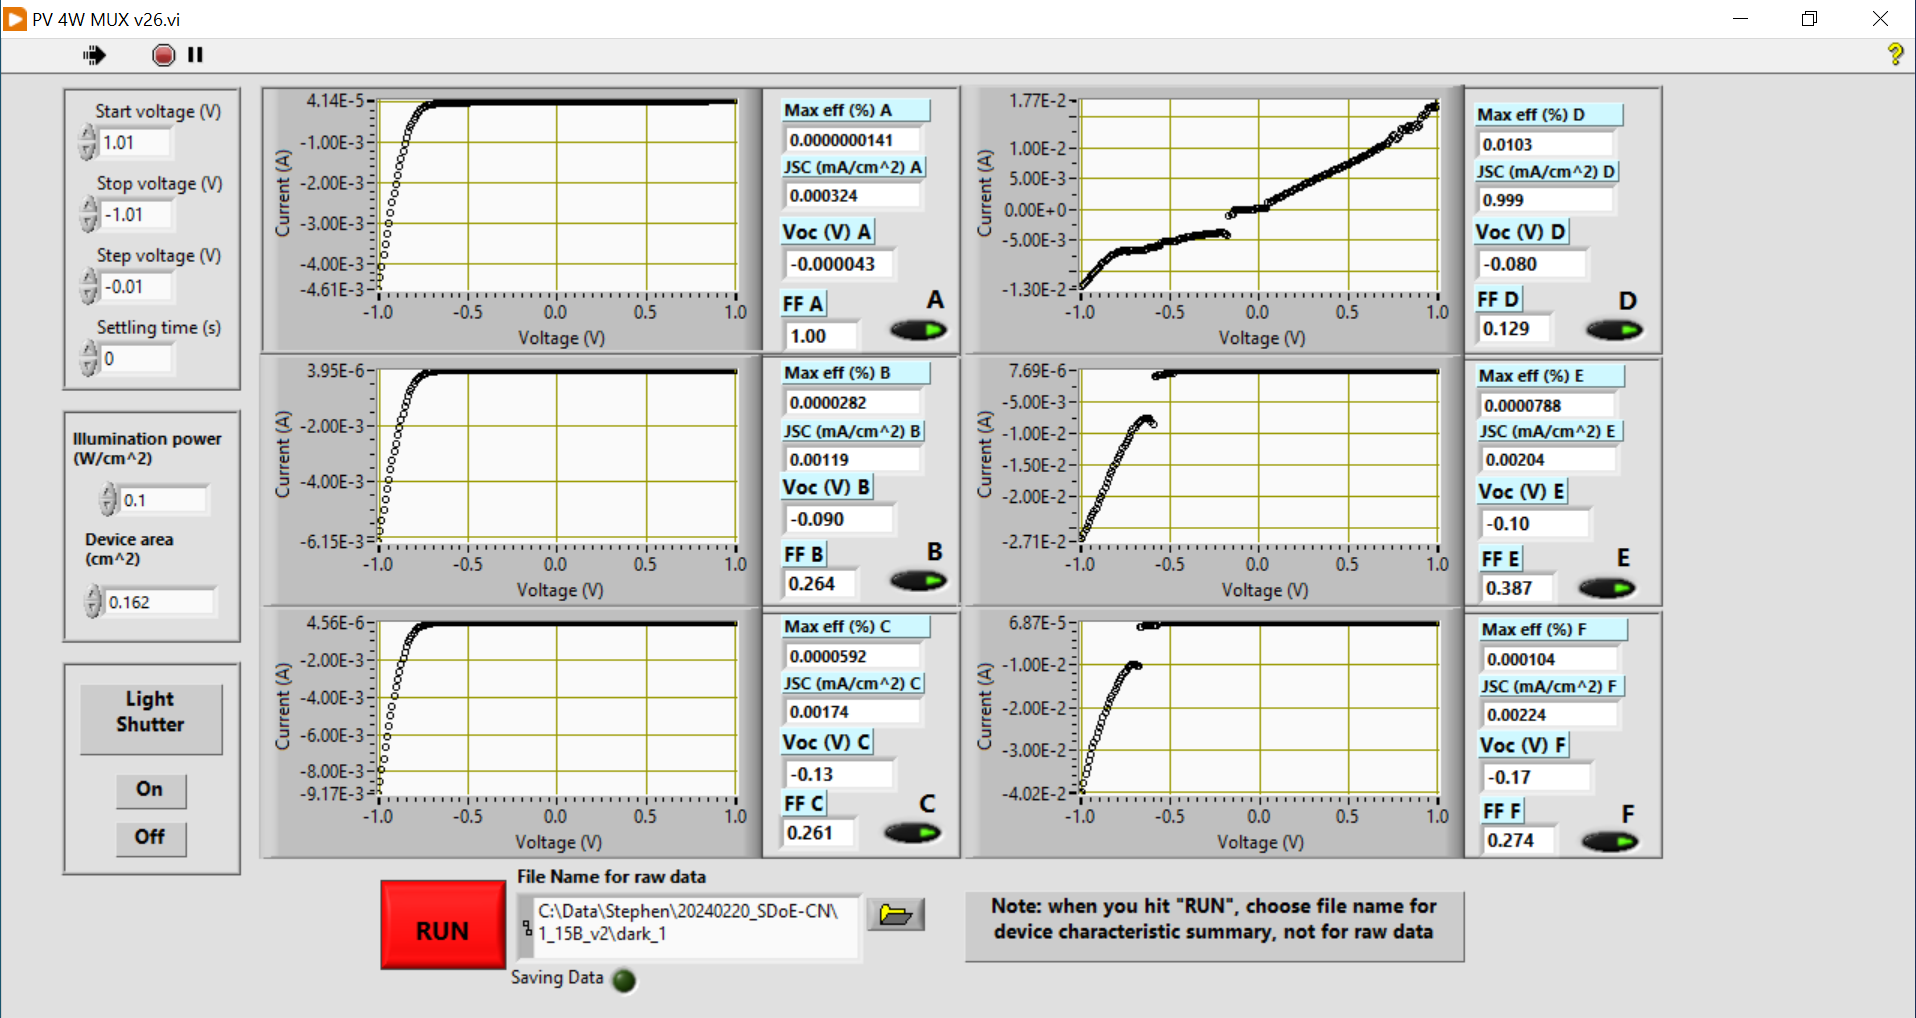 PV 4W MUX v26.vi
Start voltage (V)
1.01
Stop voltage (V)
-1.01
Step voltage (V)
-0.01
Settling time (s)
0
Illumination power
(W/cm^2)
0.1
Device area
(cm^2)
0.162
Light
Shutter
On
Off
Current (A)
4.14E-5
-1.00E-3
-2.00E-3
-3.00E-3
-4.00E-3
-4.61E-3
-1.0 -0.5 0.0 0.5 1.0
Voltage (V)
Max eff (%) A
0.0000000141
JSC (mA/cm^2) A
0.000324
Voc (V) A
-0.000043
FF A
1.00
A
Current (A)
1.77E-2
1.00E-2
5.00E-3
0.00E+0
-5.00E-3
-1.30E-2
-1.0 -0.5 0.0 0.5 1.0
Voltage (V)
Max eff (%) D
0.0103
JSC (mA/cm^2) D
0.999
Voc (V) D
-0.080
FF D
0.129
D
Current (A)
3.95E-6
-2.00E-3
-4.00E-3
-6.15E-3
-1.0 -0.5 0.0 0.5 1.0
Voltage (V)
Max eff (%) B
0.0000282
JSC (mA/cm^2) B
0.00119
Voc (V) B
-0.090
FF B
0.264
B
Current (A)
7.69E-6
-5.00E-3
-1.00E-2
-1.50E-2
-2.00E-2
-2.71E-2
-1.0 -0.5 0.0 0.5 1.0
Voltage (V)
Max eff (%) E
0.0000788
JSC (mA/cm^2) E
0.00204
Voc (V) E
-0.10
FF E
0.387
E
Current (A)
4.56E-6
-2.00E-3
-4.00E-3
-6.00E-3
-8.00E-3
-9.17E-3
-1.0 -0.5 0.0 0.5 1.0
Voltage (V)
Max eff (%) C
0.0000592
JSC (mA/cm^2) C
0.00174
Voc (V) C
-0.13
FF C
0.261
C
Current (A)
6.87E-5
-1.00E-2
-2.00E-2
-3.00E-2
-4.02E-2
-1.0 -0.5 0.0 0.5 1.0
Voltage (V)
Max eff (%) F
0.000104
JSC (mA/cm^2) F
0.00224
Voc (V) F
-0.17
FF F
0.274
F
RUN
File Name for raw data
C:\Data\Stephen\20240220_SDoE-CN\
1_15B_v2\dark_1
Saving Data
Note: when you hit "RUN", choose file name for
device characteristic summary, not for raw data